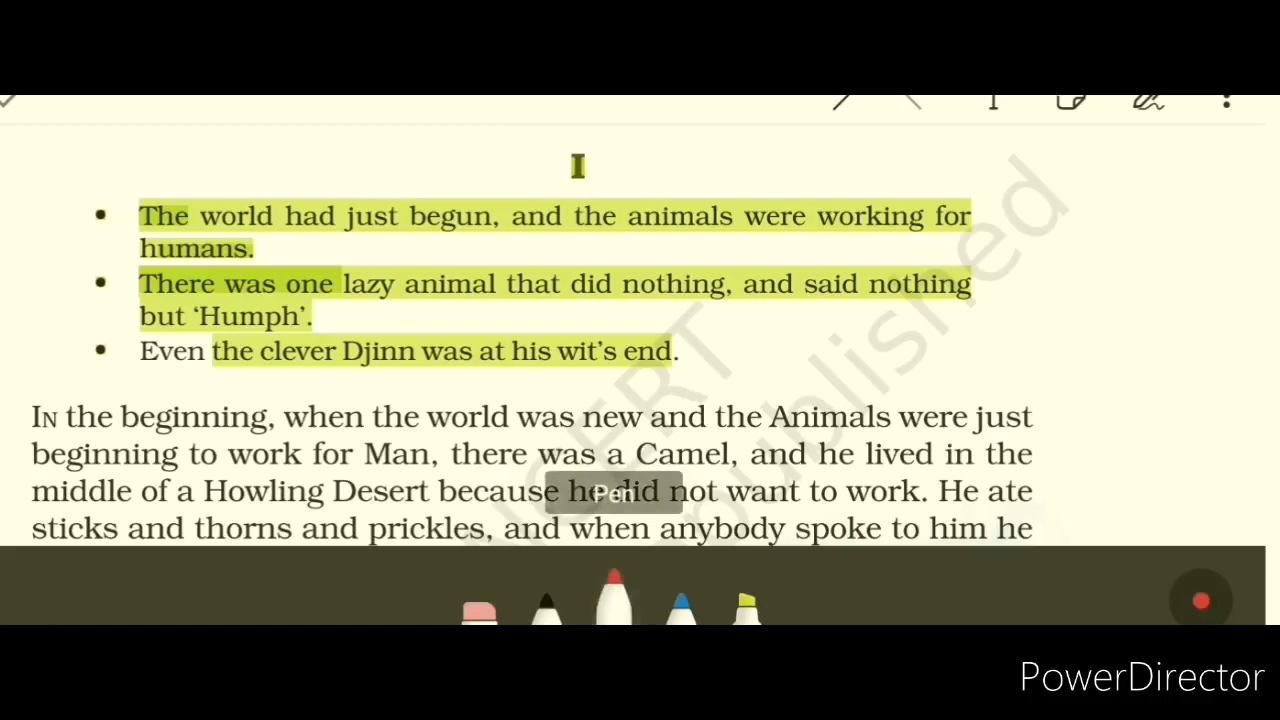 I
• The world had just begun, and the animals were working for
humans.
• There was one lazy animal that did nothing, and said nothing
but ‘Humph’.
• Even the clever Djinn was at his wit’s end.
IN the beginning, when the world was new and the Animals were just
beginning to work for Man, there was a Camel, and he lived in the
middle of a Howling Desert because he did not want to work. He ate
Pen
sticks and thorns and prickles, and when anybody spoke to him he
NCERT
published
PowerDirector